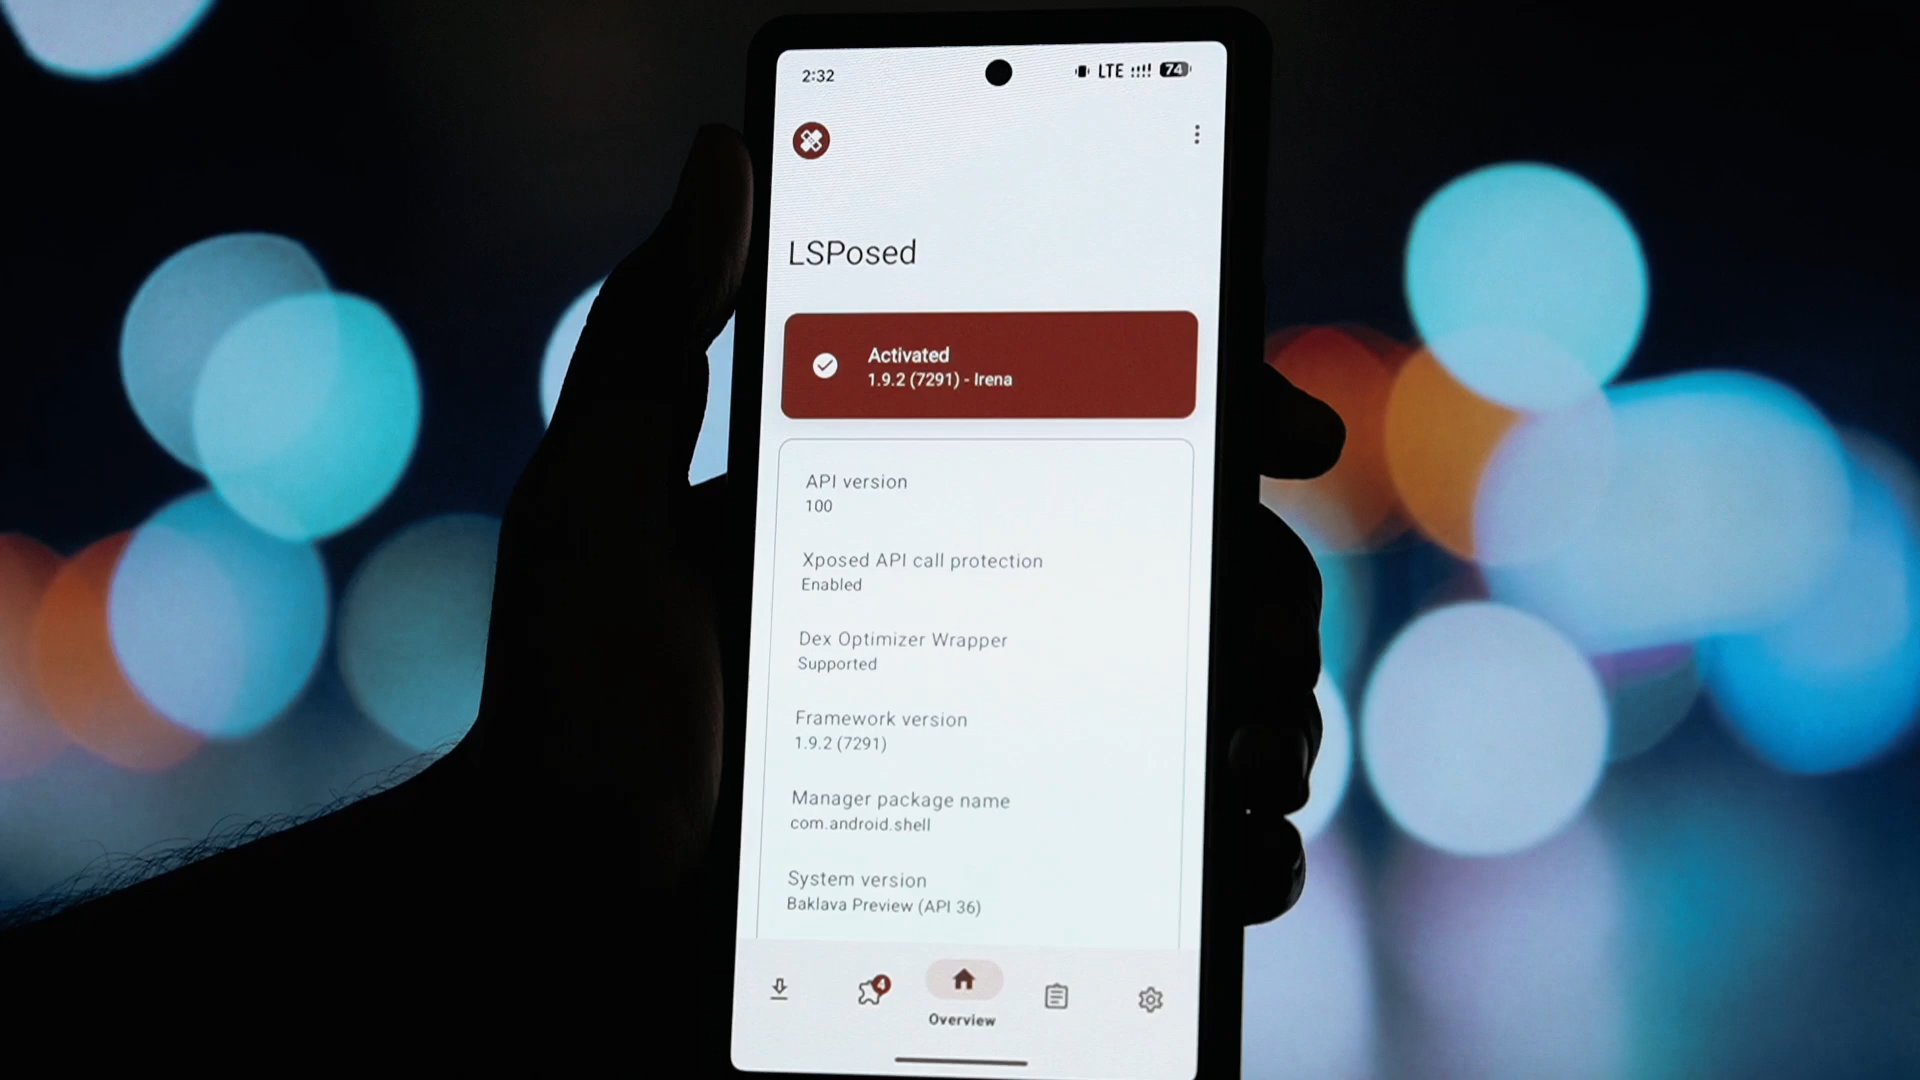 2:32
LTE
74
LSPosed
Activated
1.9.2 (7291) - Irena
API version
100
Xposed API call protection
Enabled
Dex Optimizer Wrapper
Supported
Framework version
1.9.2 (7291)
Manager package name
com.android.shell
System version
Baklava Preview (API 36)
4
Overview